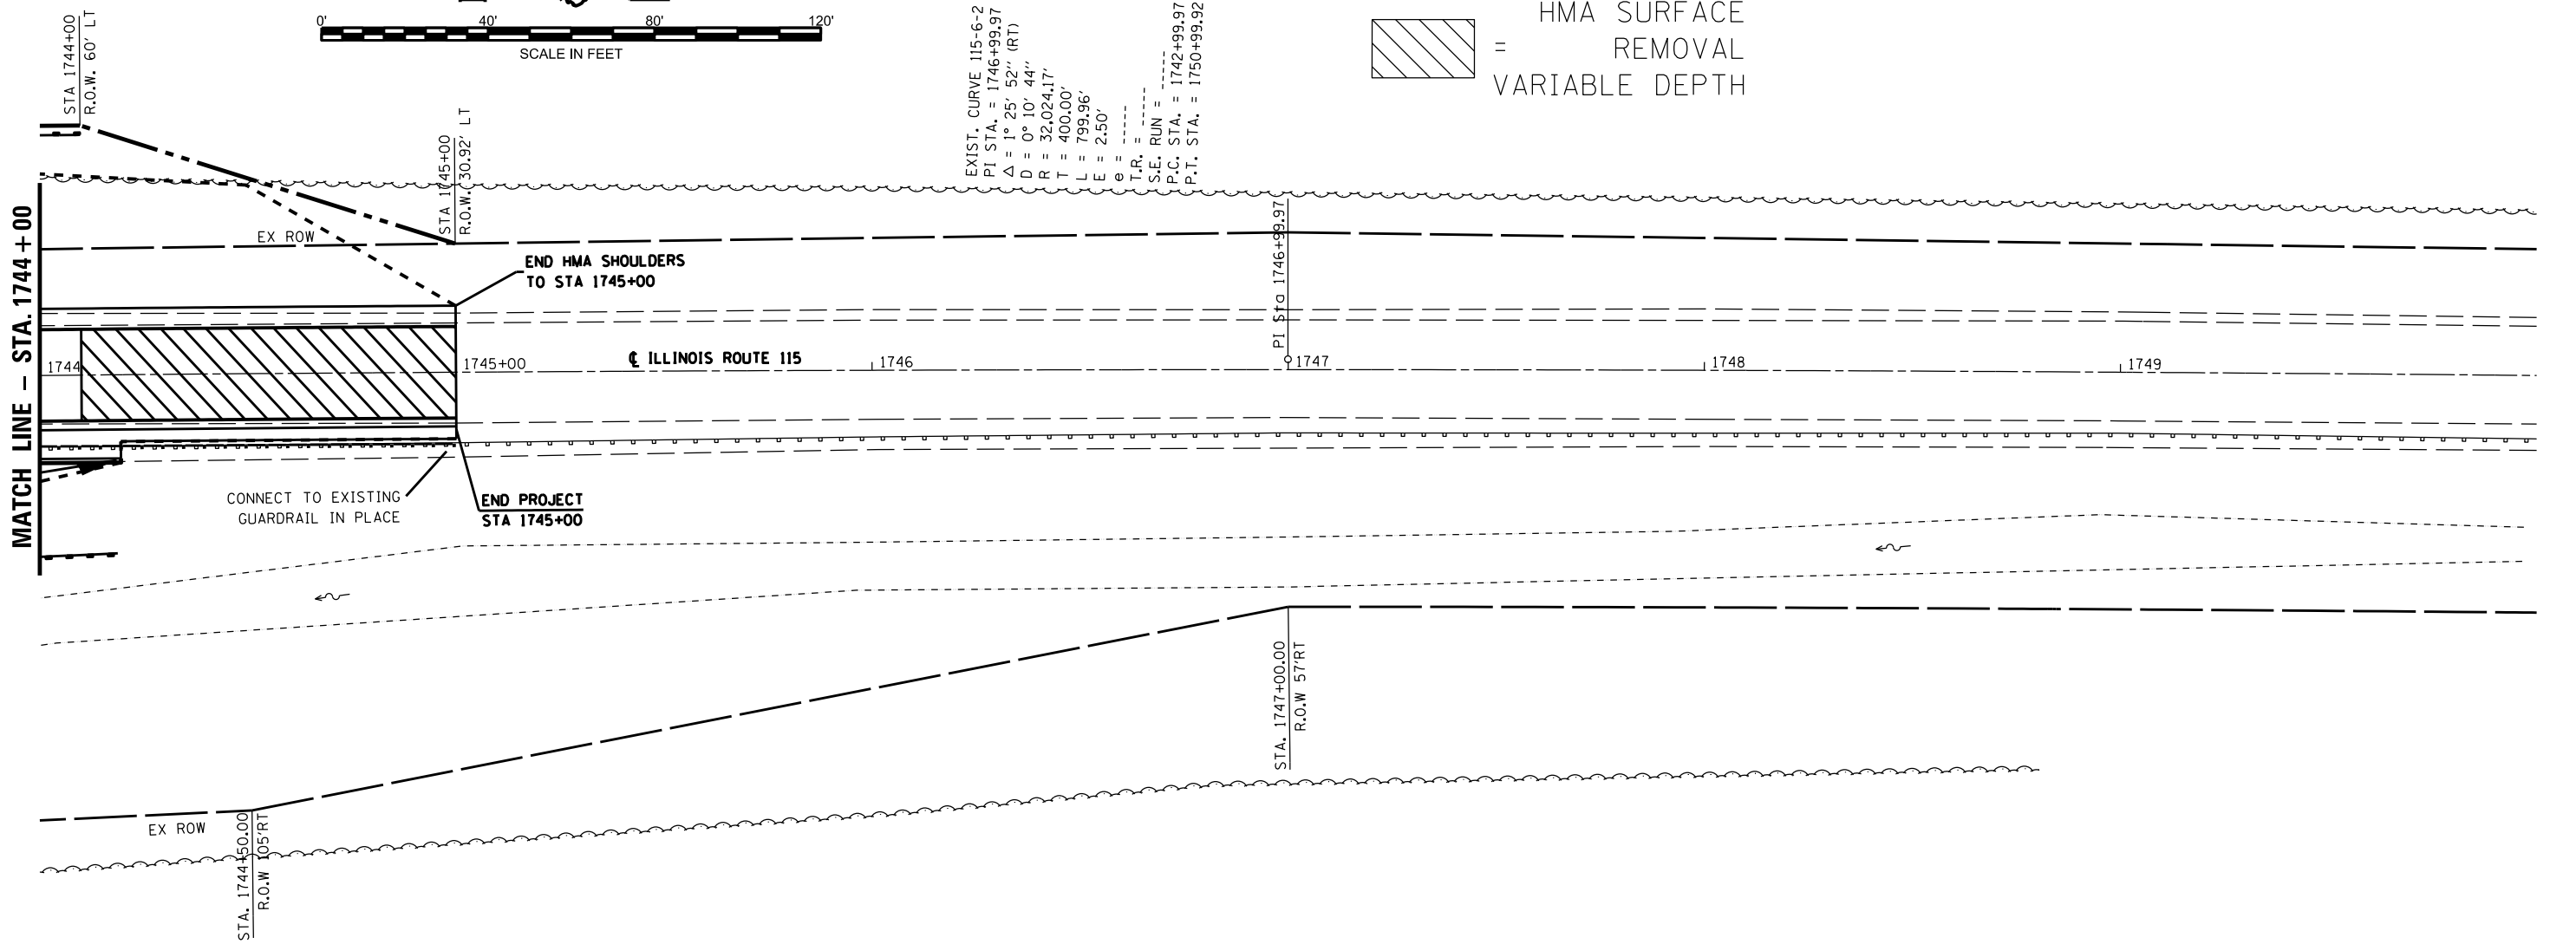 0'
40'
80'
120'
SCALE IN FEET
STA 1744+00
R.O.W. 60' LT
STA 1745+00
R.O.W. 30.92' LT
EXIST. CURVE 115-6-2
PI STA. = 1746+99.97
Δ = 1° 25' 52" (RT)
D = 0° 10' 44"
R = 32,024.17'
T = 400.00'
L = 799.96'
E = 2.50'
e = -----
T.R. = -----
S.E. RUN = -----
P.C. STA. = 1742+99.97
P.T. STA. = 1750+99.92
HMA SURFACE
= REMOVAL
VARIABLE DEPTH
MATCH LINE - STA. 1744+00
EX ROW
END HMA SHOULDERS
TO STA 1745+00
PI Sta 1746+99.97
1744
1745+00
℄ ILLINOIS ROUTE 115
1746
1747
1748
1749
CONNECT TO EXISTING
GUARDRAIL IN PLACE
END PROJECT
STA 1745+00
STA. 1747+00.00
R.O.W 57'RT
EX ROW
STA. 1744+50.00
R.O.W 105'RT